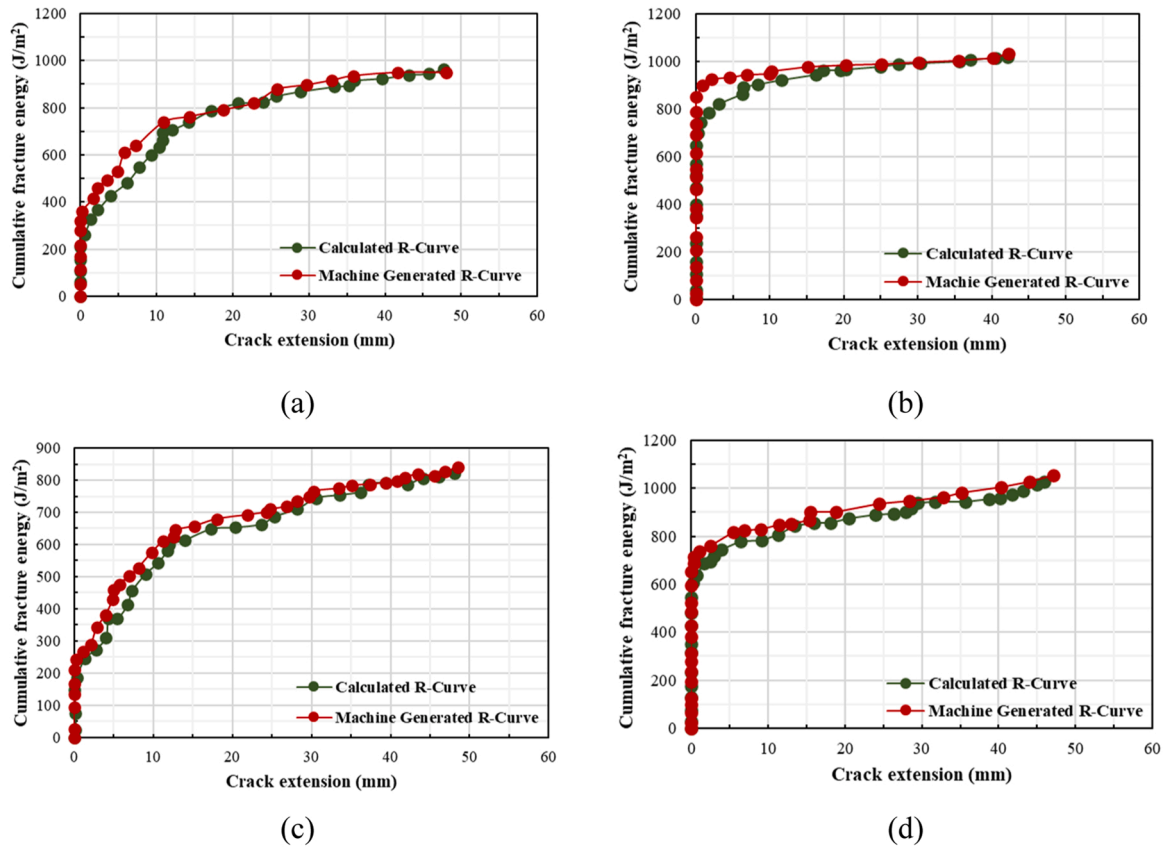 (a)
Cumulative fracture energy (J/m²)
1200
1000
800
600
400
200
0
Calculated R-Curve
Machine Generated R-Curve
0 10 20 30 40 50 60
Crack extension (mm)
(b)
Cumulative fracture energy (J/m²)
1200
1000
800
600
400
200
0
Calculated R-Curve
Machie Generated R-Curve
0 10 20 30 40 50 60
Crack extension (mm)
(c)
Cumulative fracture energy (J/m²)
900
800
700
600
500
400
300
200
100
0
Calculated R-Curve
Machine Generated R-Curve
0 10 20 30 40 50 60
Crack extension (mm)
(d)
Cumulative fracture energy (J/m²)
1200
1000
800
600
400
200
0
Calculated R-Curve
Machine Generated R-Curve
0 10 20 30 40 50 60
Crack extension (mm)